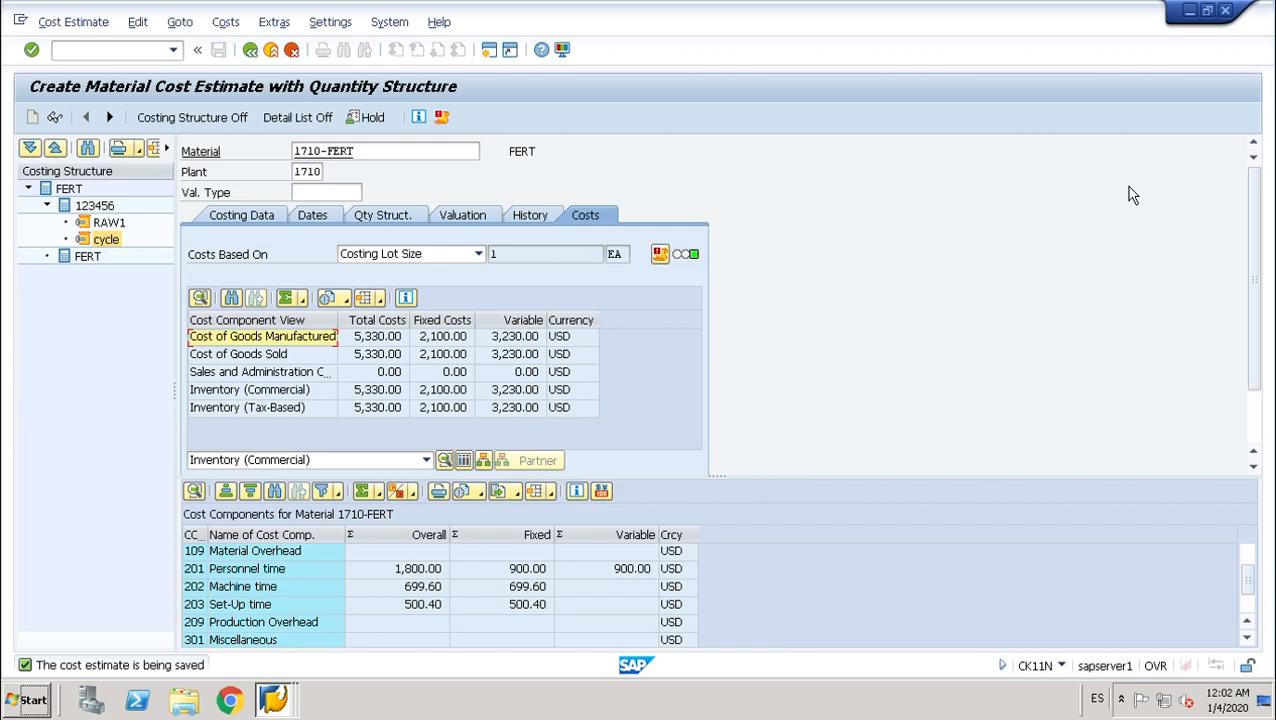 Cost Estimate Edit Goto Costs Extras Settings System Help
Create Material Cost Estimate with Quantity Structure
Costing Structure Off Detail List Off Hold
Material 1710-FERT FERT
Costing Structure
Plant 1710
FERT
Val. Type
123456
RAW1
Costing Data Dates Qty Struct. Valuation History Costs
cycle
FERT
Costs Based On Costing Lot Size 1 EA
Cost Component View Total Costs Fixed Costs Variable Currency
Cost of Goods Manufactured 5,330.00 2,100.00 3,230.00 USD
Cost of Goods Sold 5,330.00 2,100.00 3,230.00 USD
Sales and Administration C... 0.00 0.00 0.00 USD
Inventory (Commercial) 5,330.00 2,100.00 3,230.00 USD
Inventory (Tax-Based) 5,330.00 2,100.00 3,230.00 USD
Inventory (Commercial) Partner
Cost Components for Material 1710-FERT
CC... Name of Cost Comp. Σ Overall Σ Fixed Σ Variable Crcy
109 Material Overhead USD
201 Personnel time 1,800.00 900.00 900.00 USD
202 Machine time 699.60 699.60 USD
203 Set-Up time 500.40 500.40 USD
209 Production Overhead USD
301 Miscellaneous USD
The cost estimate is being saved SAP CK11N sapserver1 OVR
Start ES 12:02 AM
1/4/2020